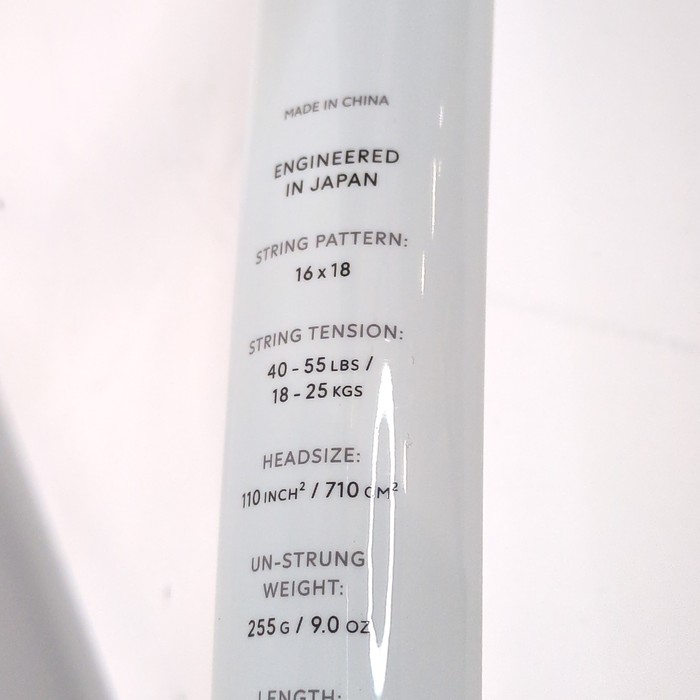 MADE IN CHINA
ENGINEERED
IN JAPAN
STRING PATTERN:
16 x 18
STRING TENSION:
40 - 55 LBS /
18 - 25 KGS
HEADSIZE:
110 INCH² / 710 CM²
UN-STRUNG
WEIGHT:
255 G / 9.0 OZ
LENGTH: